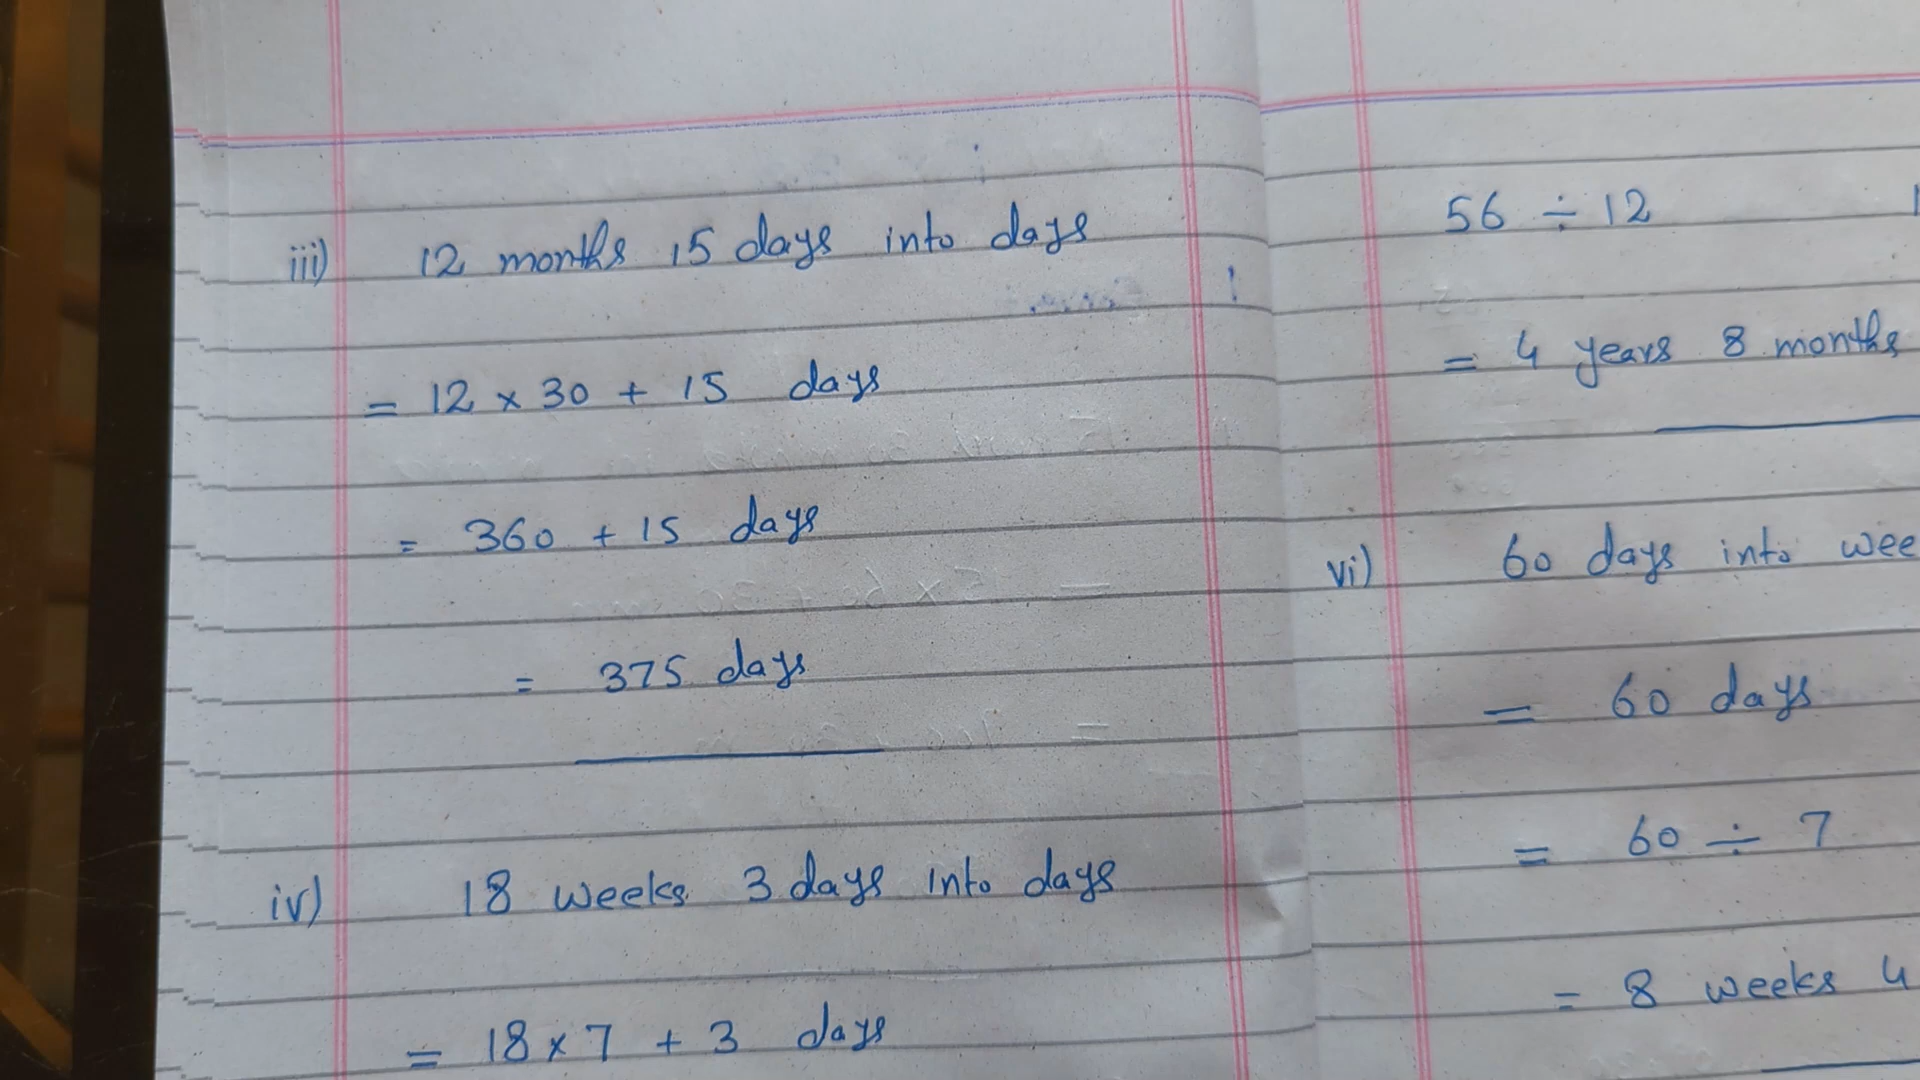 iii) 12 months 15 days into days
= 12 × 30 + 15 days
= 360 + 15 days
= 375 days
iv) 18 weeks 3 days into days
= 18 × 7 + 3 days
56 ÷ 12
= 4 years 8 months
vi) 60 days into wee
= 60 days
= 60 ÷ 7
= 8 weeks 4